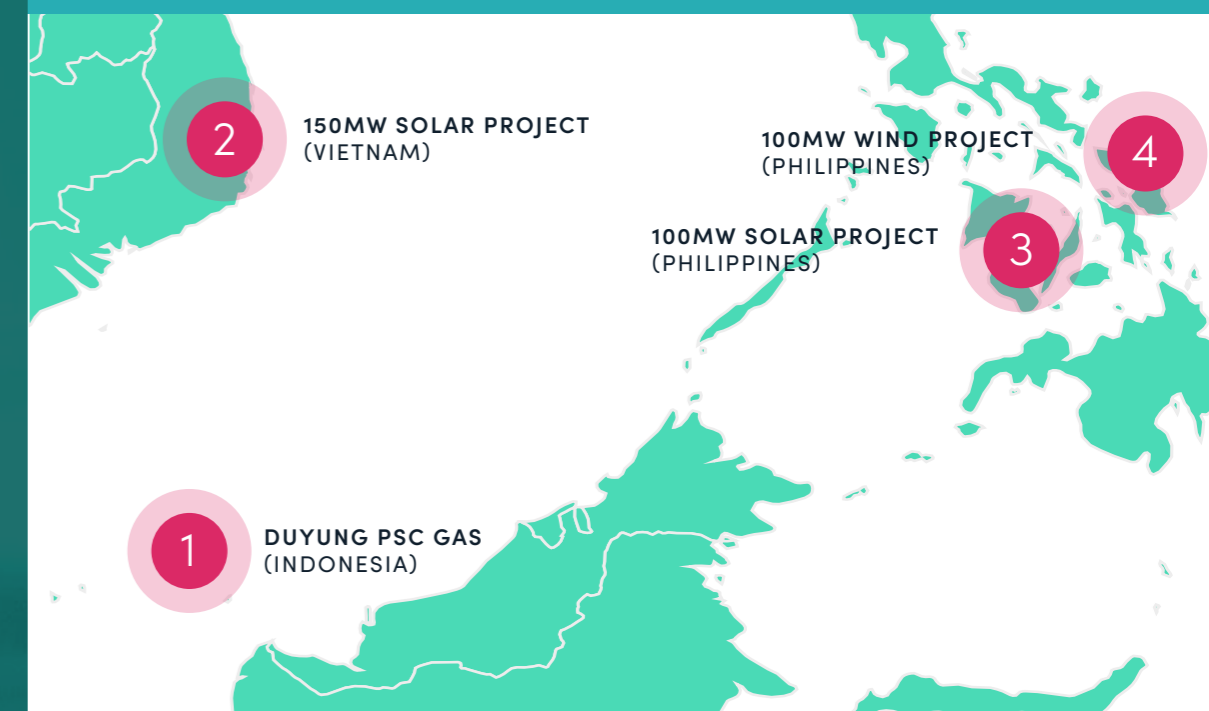 2
150MW SOLAR PROJECT
(VIETNAM)
100MW WIND PROJECT
(PHILIPPINES)
4
100MW SOLAR PROJECT
(PHILIPPINES)
3
1
DUYUNG PSC GAS
(INDONESIA)